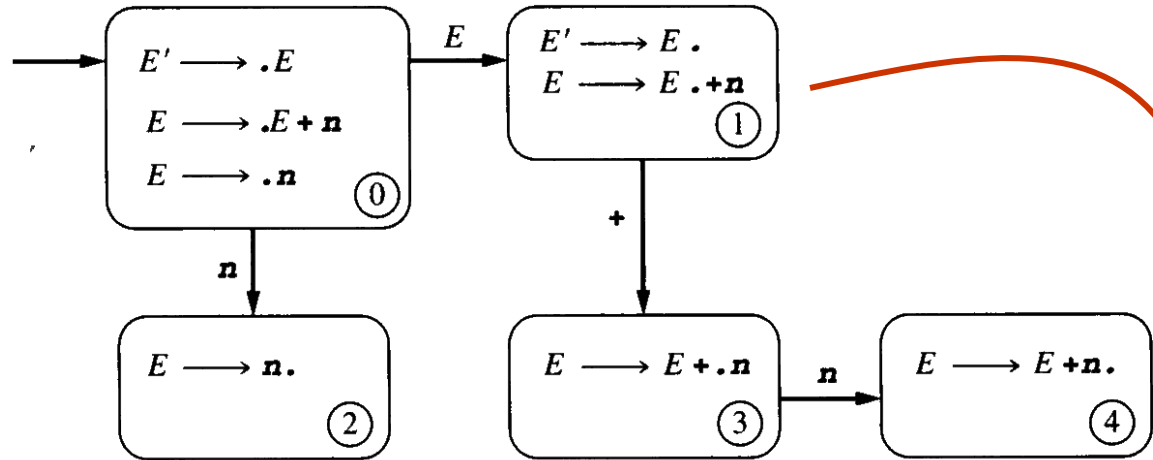 E' ⟶ .E
E ⟶ .E+n
E ⟶ .n
0
E
E' ⟶ E.
E ⟶ E.+n
1
n
+
E ⟶ n.
2
E ⟶ E+.n
3
n
E ⟶ E+n.
4